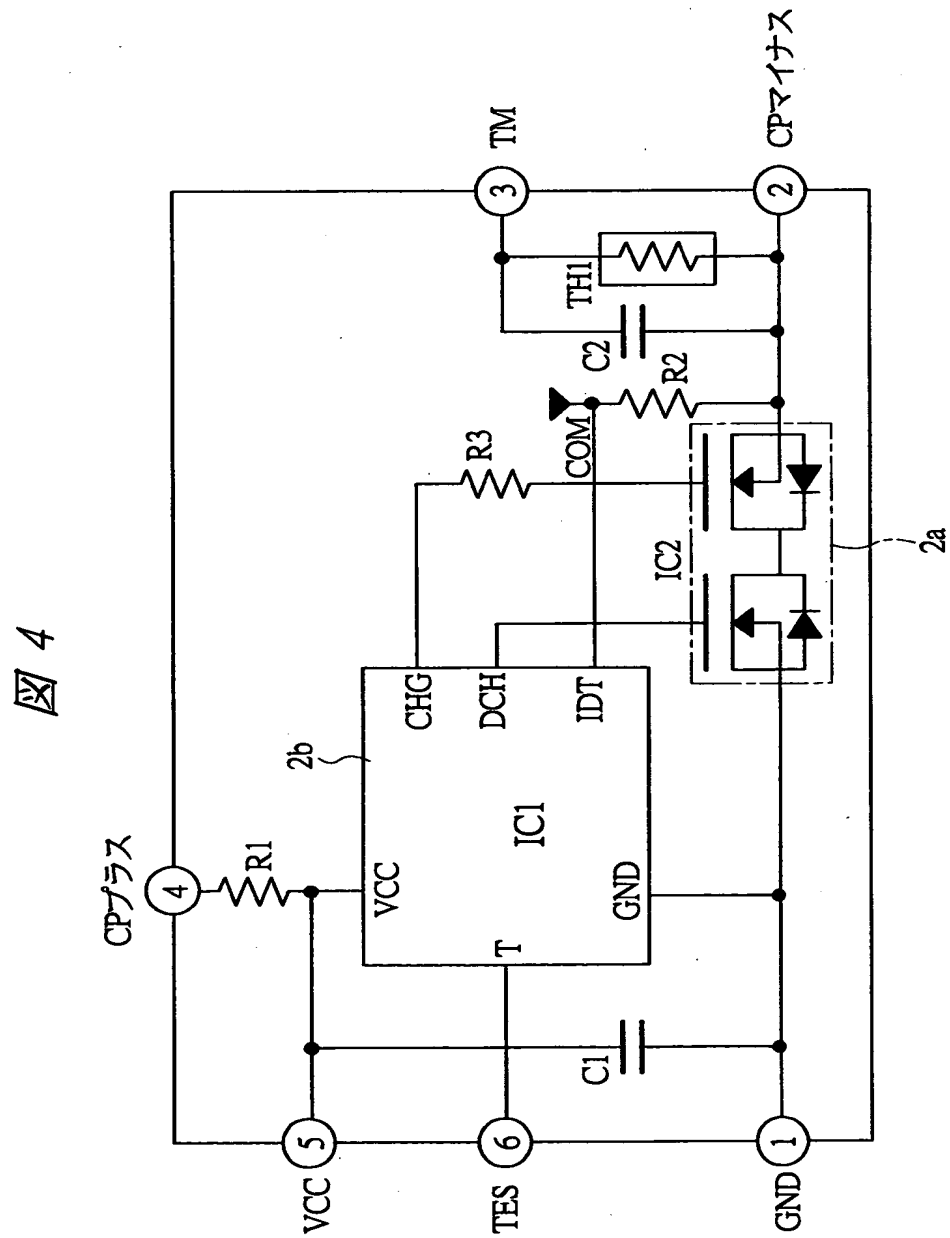 図 4
CPプラス
4
R1
VCC
5
TES
6
GND
1
C1
VCC
T
GND
IC1
2b
CHG
DCH
IDT
R3
COM
R2
C2
TH1
IC2
2a
3
TM
2
CPマイナス